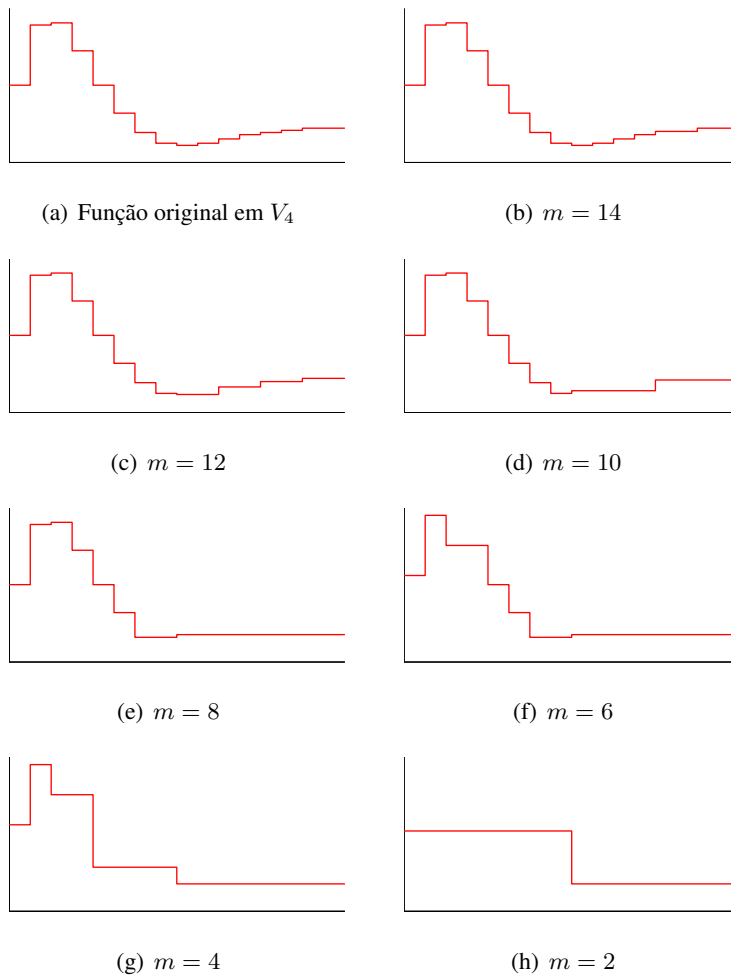 (a) Função original em V₄
(b) m = 14
(c) m = 12
(d) m = 10
(e) m = 8
(f) m = 6
(g) m = 4
(h) m = 2